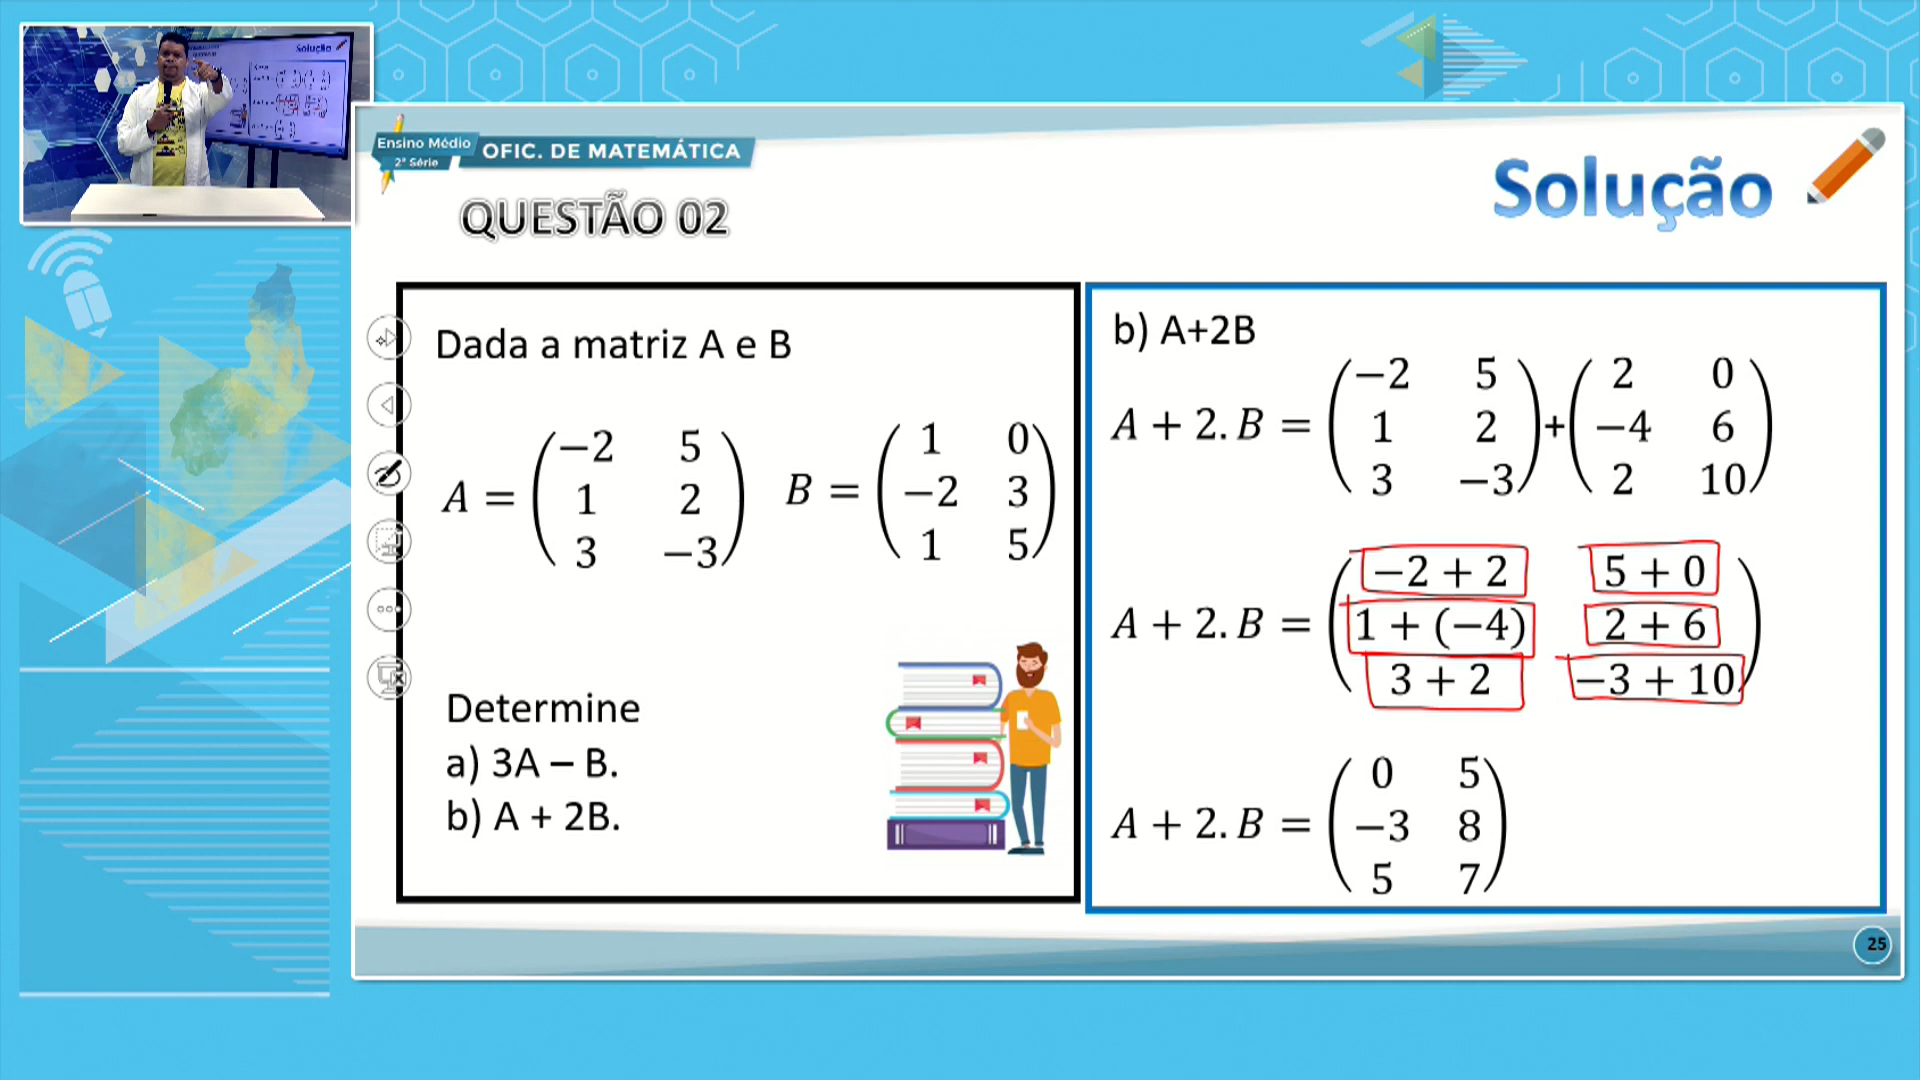 Ensino Médio
2ª Série
OFIC. DE MATEMÁTICA
QUESTÃO 02
Solução
Dada a matriz A e B
A = (−2 5
1 2
3 −3)
B = (1 0
−2 3
1 5)
Determine
a) 3A – B.
b) A + 2B.
b) A+2B
A + 2. B = (−2 5
1 2
3 −3) + (2 0
−4 6
2 10)
A + 2. B = (−2 + 2 5 + 0
1 + (−4) 2 + 6
3 + 2 −3 + 10)
A + 2. B = (0 5
−3 8
5 7)
25
Solução